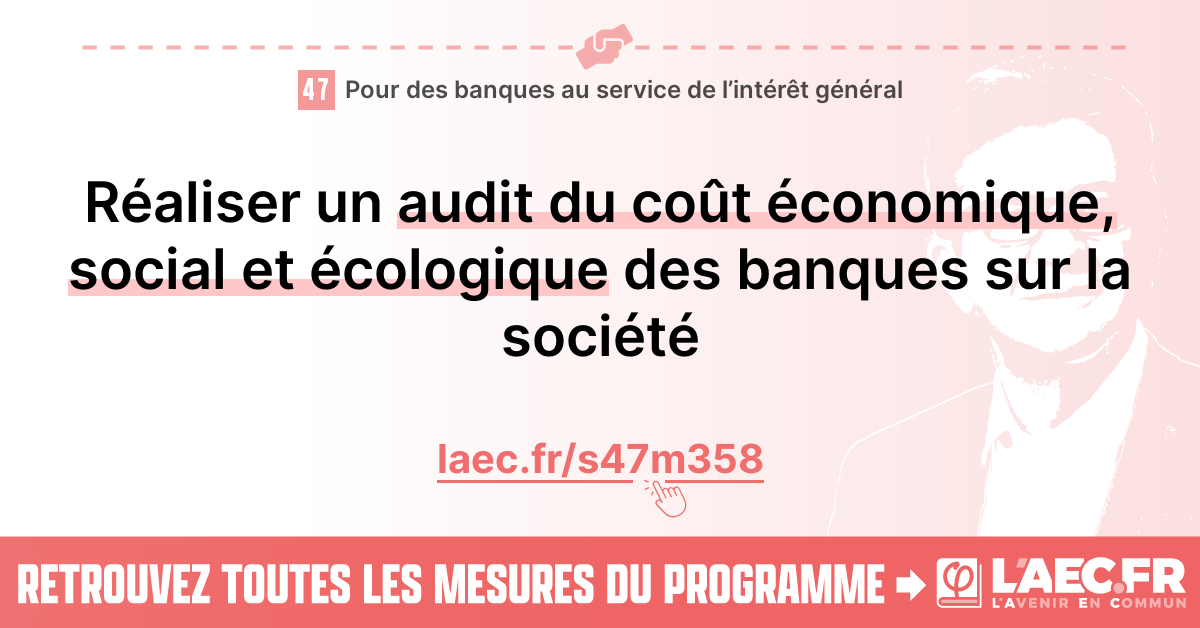 47 Pour des banques au service de l’intérêt général
Réaliser un audit du coût économique,
social et écologique des banques sur la
société
laec.fr/s47m358
RETROUVEZ TOUTES LES MESURES DU PROGRAMME
L'AEC.FR
L'AVENIR EN COMMUN